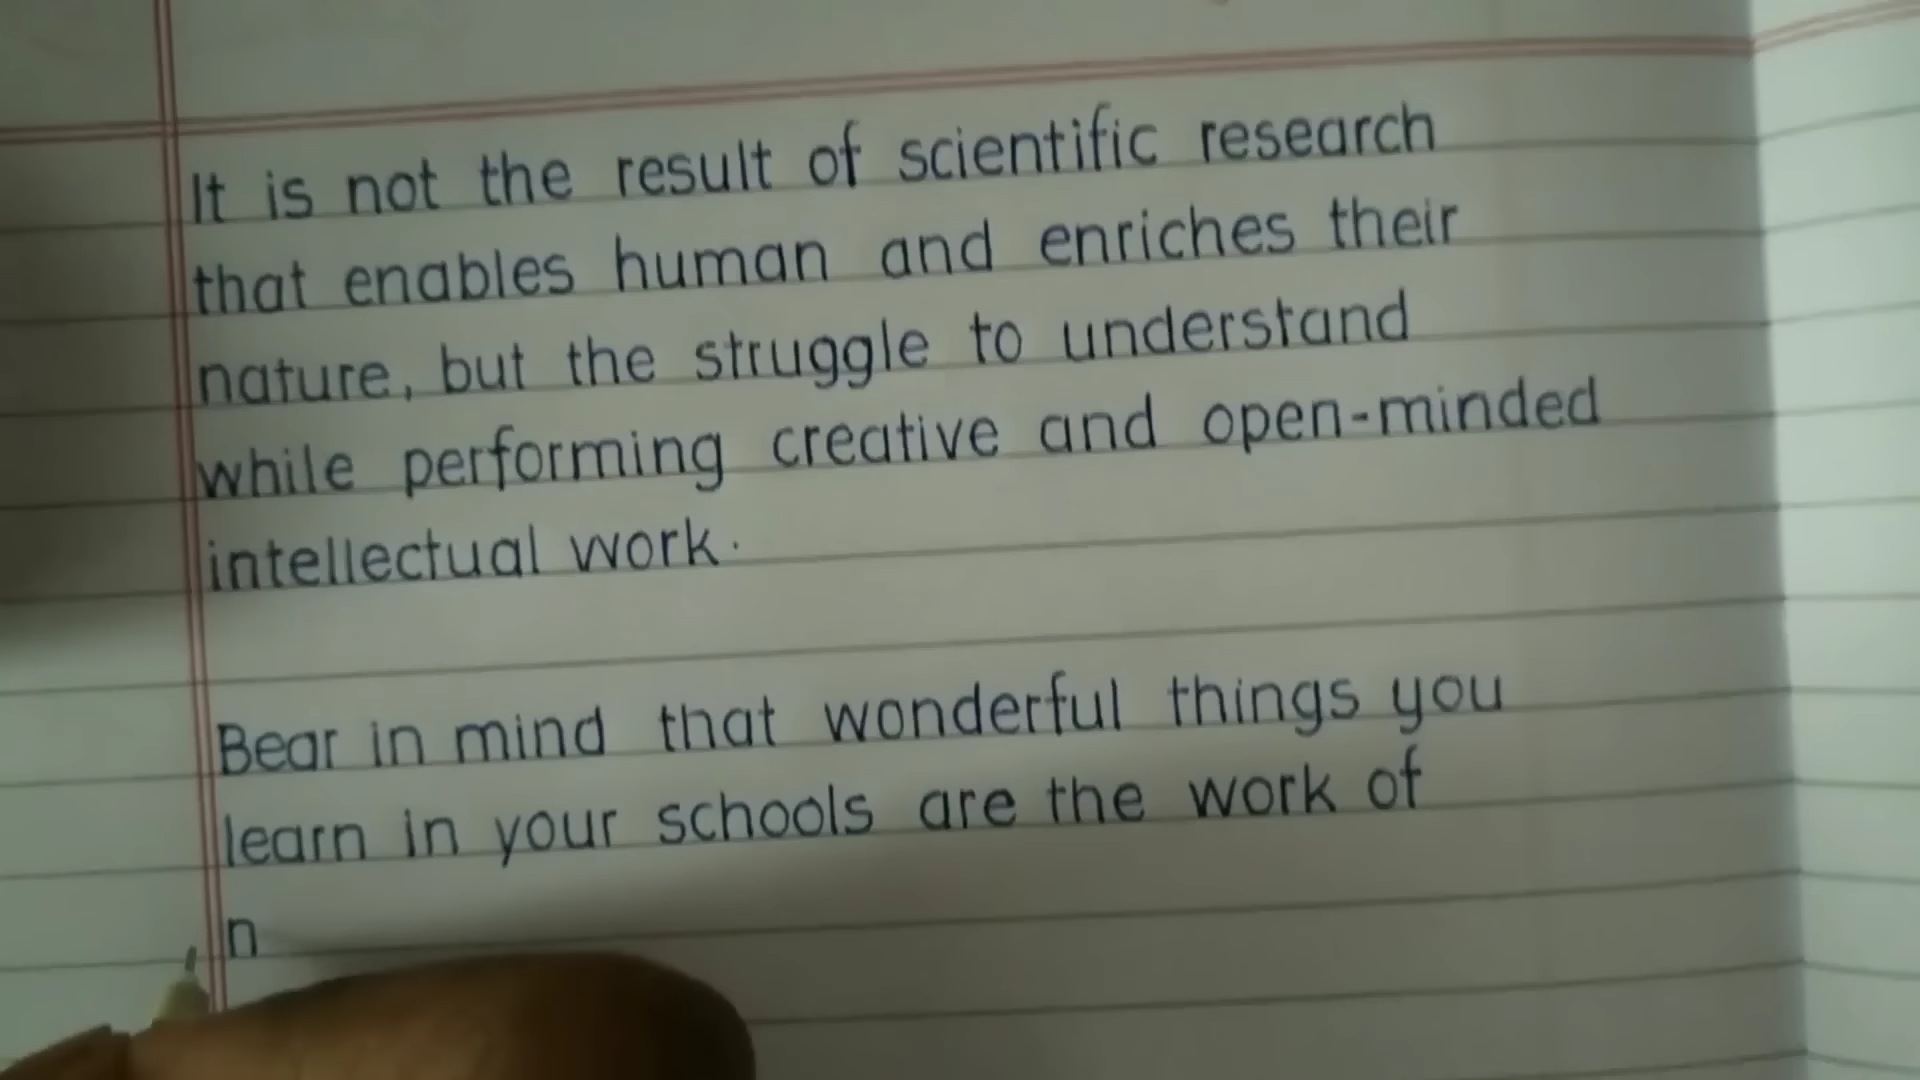 It is not the result of scientific research
that enables human and enriches their
nature, but the struggle to understand
while performing creative and open-minded
intellectual work.
Bear in mind that wonderful things you
learn in your schools are the work of
n